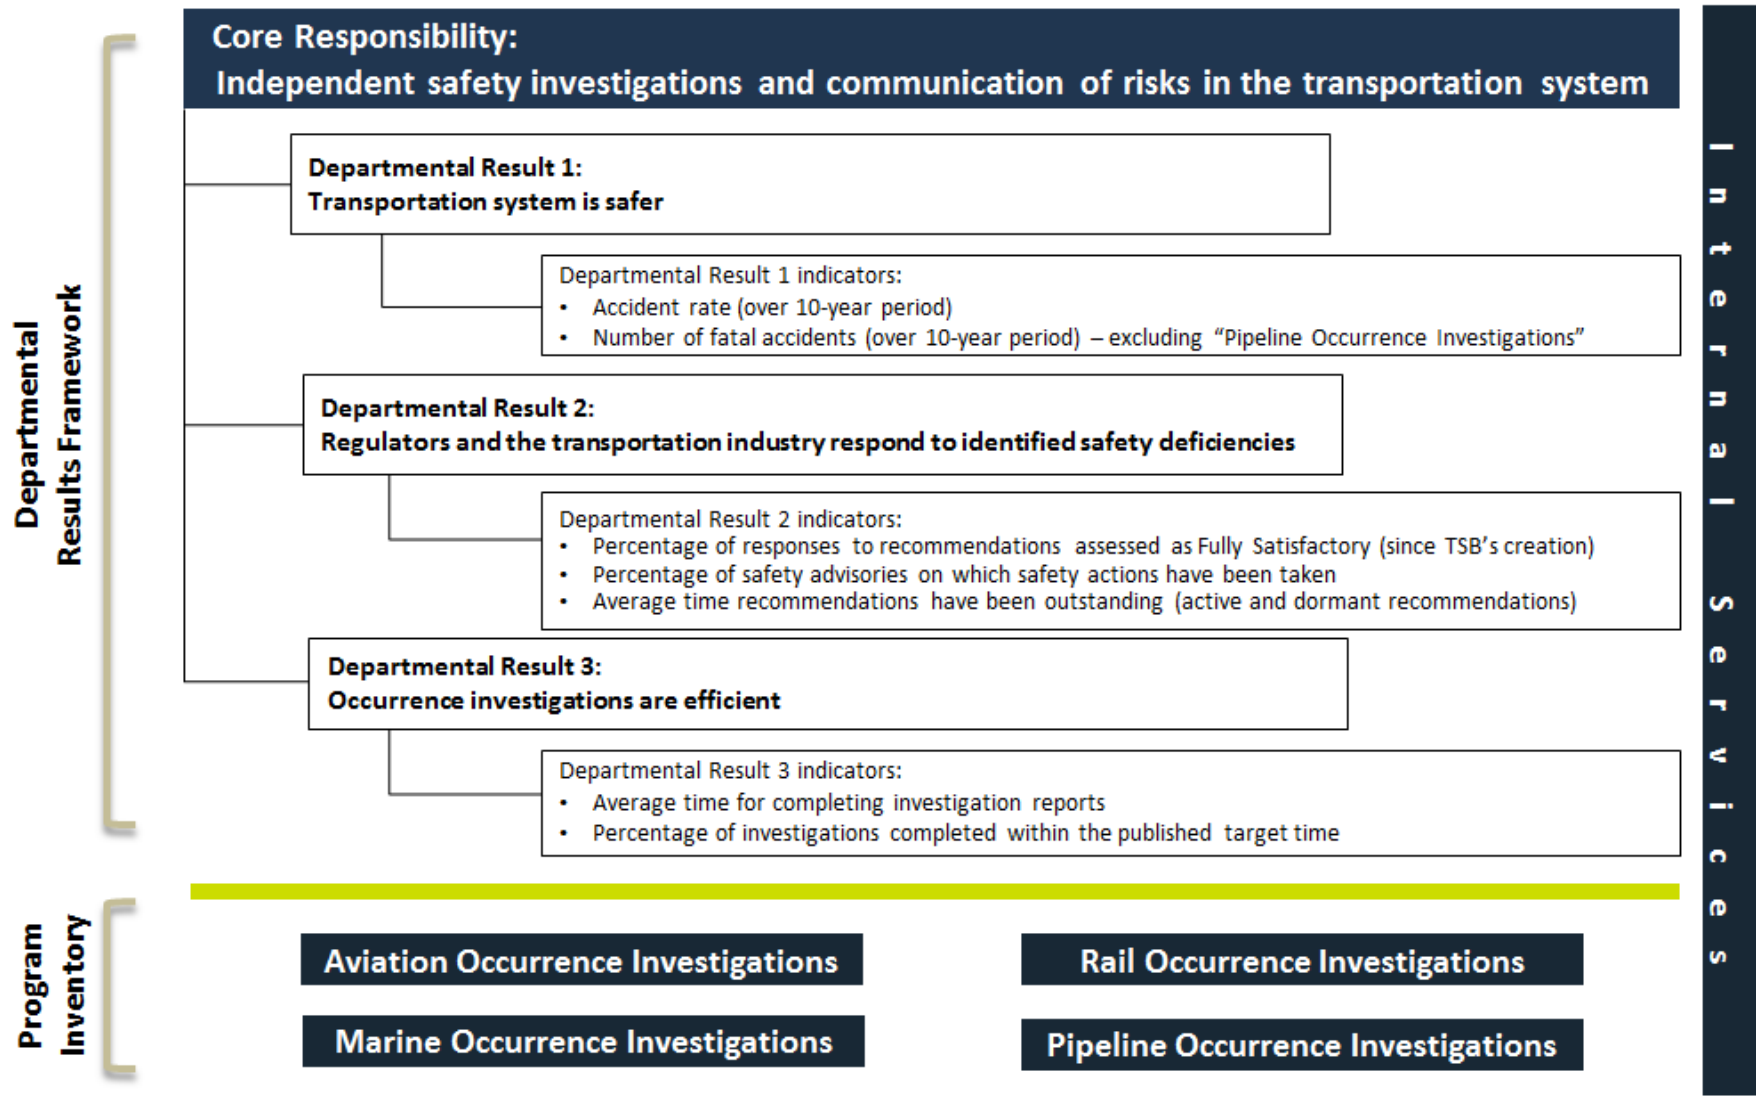 Core Responsibility:
Independent safety investigations and communication of risks in the transportation system
Departmental Result 1:
Transportation system is safer
Departmental Result 1 indicators:
• Accident rate (over 10-year period)
• Number of fatal accidents (over 10-year period) – excluding “Pipeline Occurrence Investigations”
Departmental Result 2:
Regulators and the transportation industry respond to identified safety deficiencies
Departmental Result 2 indicators:
• Percentage of responses to recommendations assessed as Fully Satisfactory (since TSB’s creation)
• Percentage of safety advisories on which safety actions have been taken
• Average time recommendations have been outstanding (active and dormant recommendations)
Departmental Result 3:
Occurrence investigations are efficient
Departmental Result 3 indicators:
• Average time for completing investigation reports
• Percentage of investigations completed within the published target time
Departmental
Results Framework
Program
Inventory
Aviation Occurrence Investigations
Rail Occurrence Investigations
Marine Occurrence Investigations
Pipeline Occurrence Investigations
Internal Services